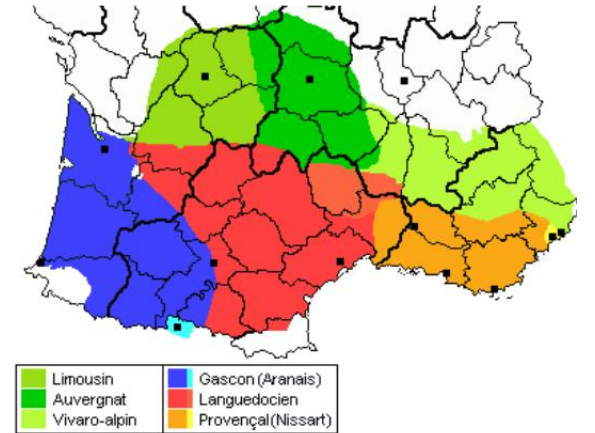 Limousin
Auvergnat
Vivaro-alpin
Gascon (Aranais)
Languedocien
Provençal(Nissart)